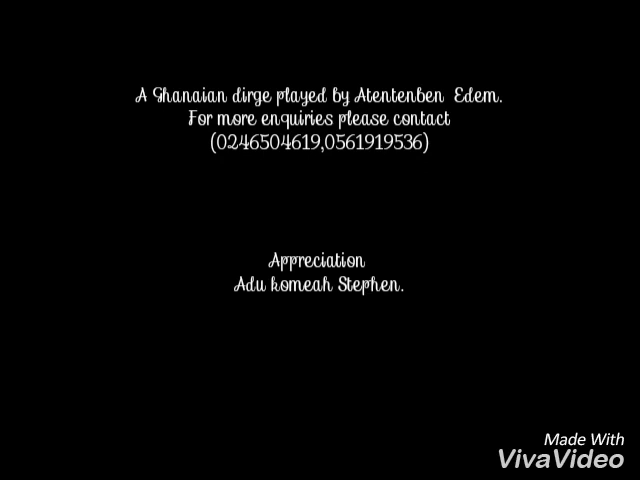 A Ghanaian dirge played by Atentenben Edem.
For more enquiries please contact
(0246504619,0561919536)
Appreciation
Adu komeah Stephen.
Made With
VivaVideo